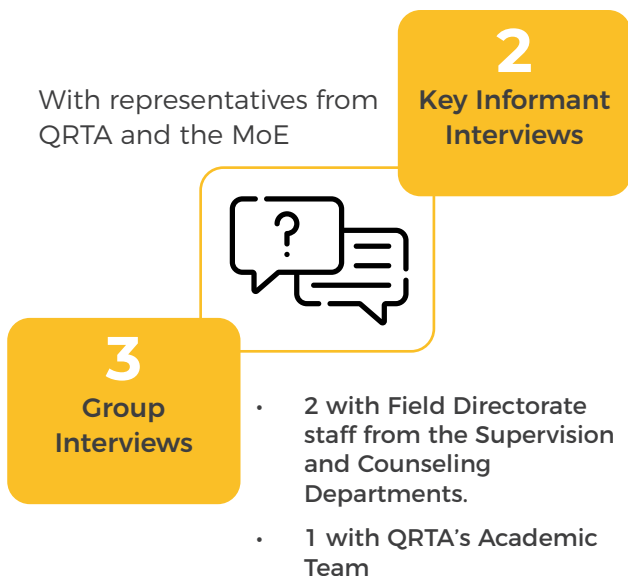 2
Key Informant
Interviews
With representatives from
QRTA and the MoE
?
3
Group
Interviews
• 2 with Field Directorate
staff from the Supervision
and Counseling
Departments.
• 1 with QRTA’s Academic
Team